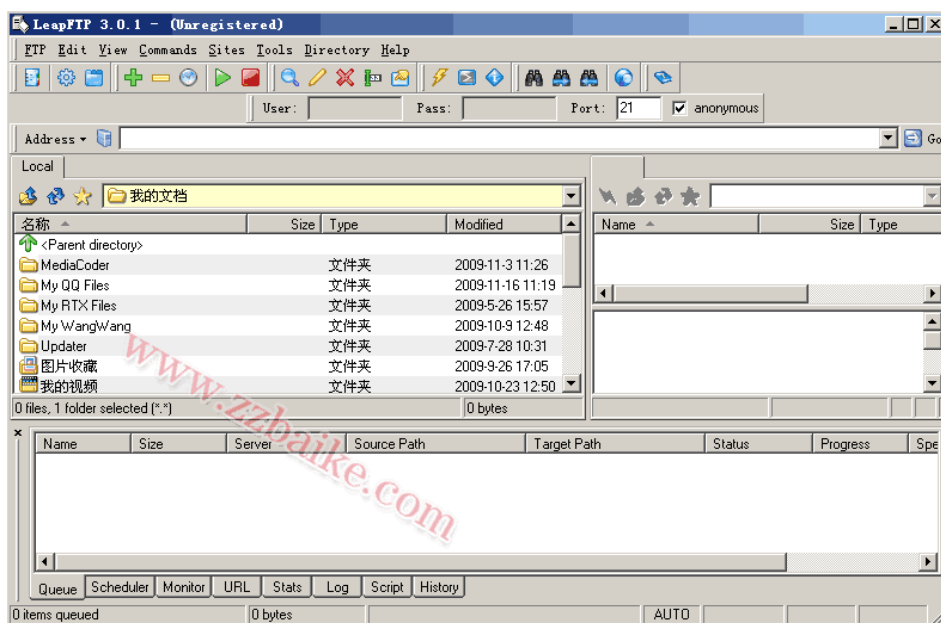 LeapFTP 3.0.1 - (Unregistered)
FTP Edit View Commands Sites Tools Directory Help
User: Pass: Port: 21 anonymous
Address Go
Local
我的文档
名称 Size Type Modified Name Size Type
<Parent directory>
MediaCoder 文件夹 2009-11-3 11:26
My QQ Files 文件夹 2009-11-16 11:19
My RTX Files 文件夹 2009-5-26 15:57
My WangWang 文件夹 2009-10-9 12:48
Updater 文件夹 2009-7-28 10:31
图片收藏 文件夹 2009-9-26 17:05
我的视频 文件夹 2009-10-23 12:50
0 files, 1 folder selected (*.*) 0 bytes
Name Size Server Source Path Target Path Status Progress Spe
www.zzbaike.com
Queue Scheduler Monitor URL Stats Log Script History
0 items queued 0 bytes AUTO